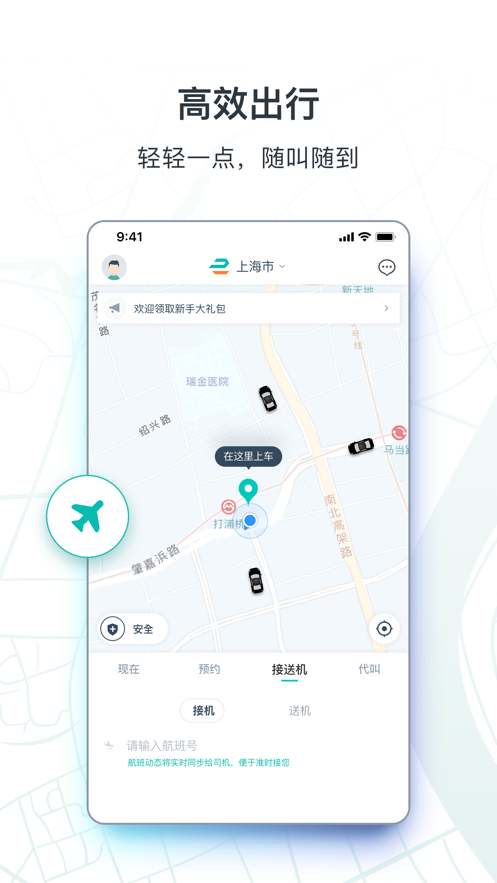 高效出行
轻轻一点，随叫随到
9:41
上海市
新天地
欢迎领取新手大礼包
路
号
线
瑞金医院
绍兴路
马当路
在这里上车
打浦桥
南北高架路
肇嘉浜路
安全
现在
预约
接送机
代叫
接机
送机
请输入航班号
航班动态将实时同步给司机，便于准时接您